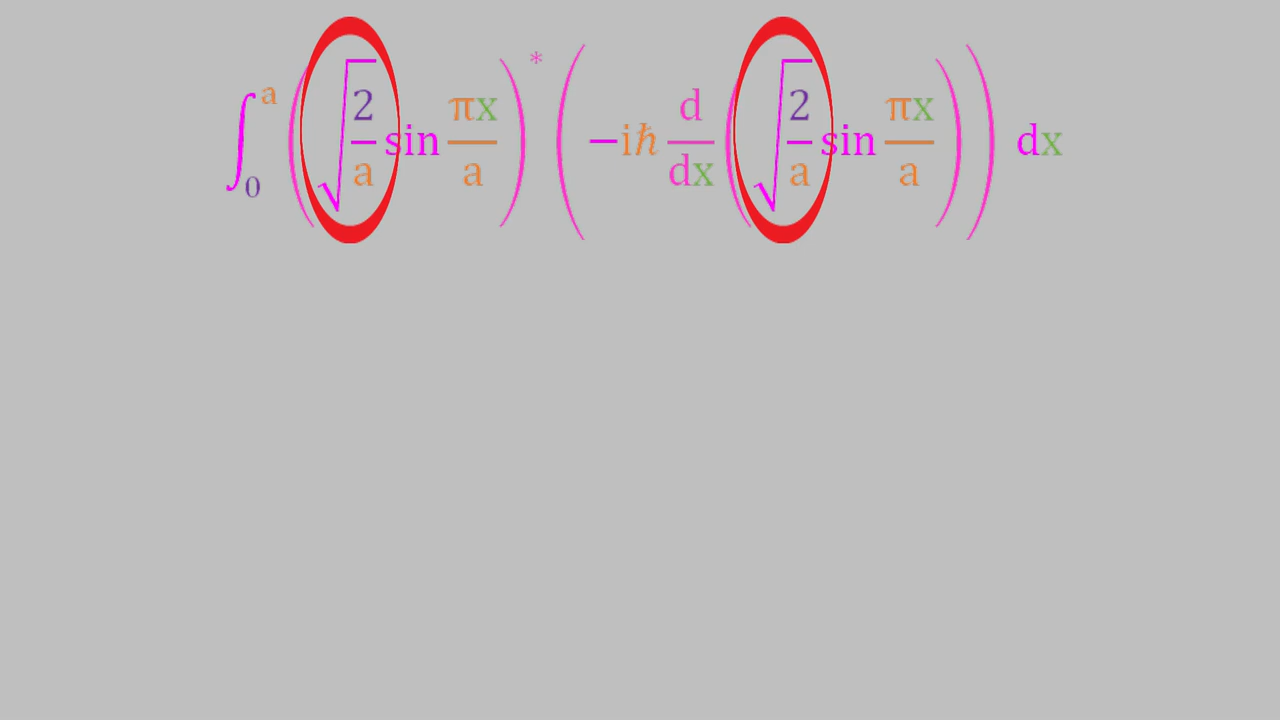 ∫₀ᵃ (√(2/a) sin πx/a)* (−iħ d/dx (√(2/a) sin πx/a)) dx